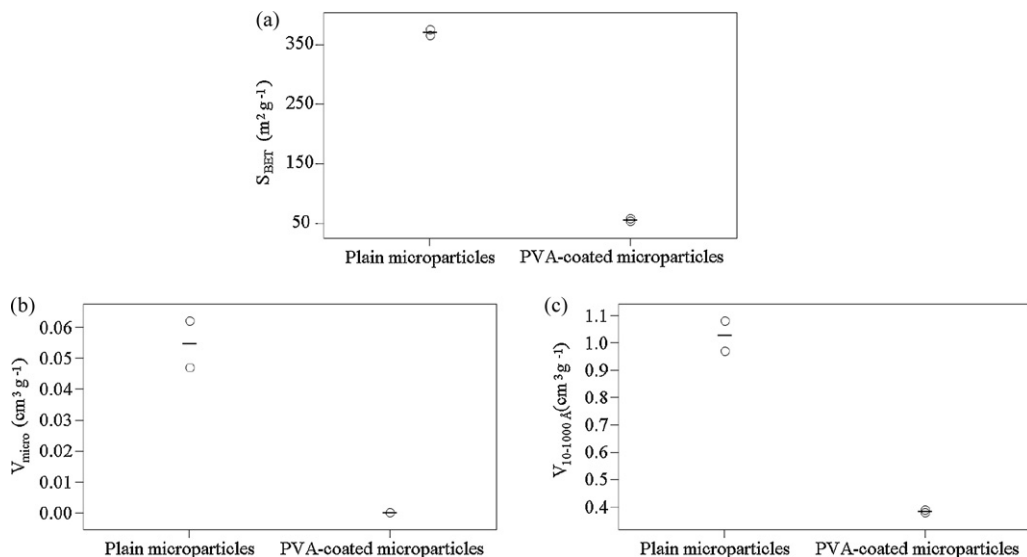 (a)
S_BET (m² g⁻¹)
350
250
150
50
Plain microparticles PVA-coated microparticles
(b)
V_micro (cm³ g⁻¹)
0.06
0.05
0.04
0.03
0.02
0.01
0.00
Plain microparticles PVA-coated microparticles
(c)
V_10-1000 Å (cm³ g⁻¹)
1.1
1.0
0.9
0.8
0.7
0.6
0.5
0.4
Plain microparticles PVA-coated microparticles